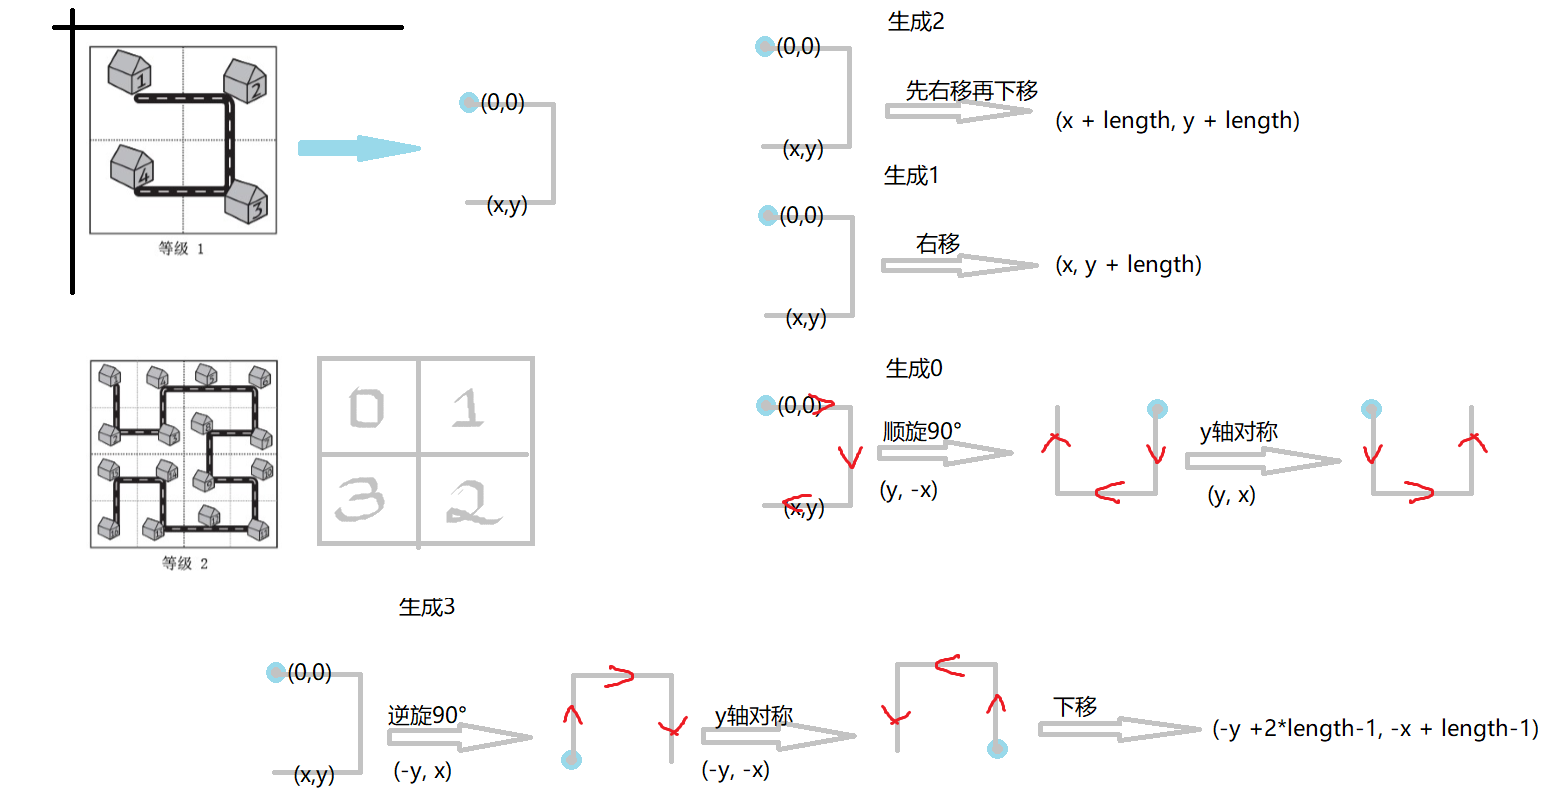 生成2
(0,0)
先右移再下移
(x + length, y + length)
(x,y)
1
2
4
3
等级 1
(0,0)
(x,y)
生成1
(0,0)
右移
(x, y + length)
(x,y)
生成0
(0,0)
顺旋90°
(y, -x)
(x,y)
y轴对称
(y, x)
0 1
3 2
等级 2
生成3
(0,0)
逆旋90°
(-y, x)
(x,y)
y轴对称
(-y, -x)
下移
(-y +2*length-1, -x + length-1)